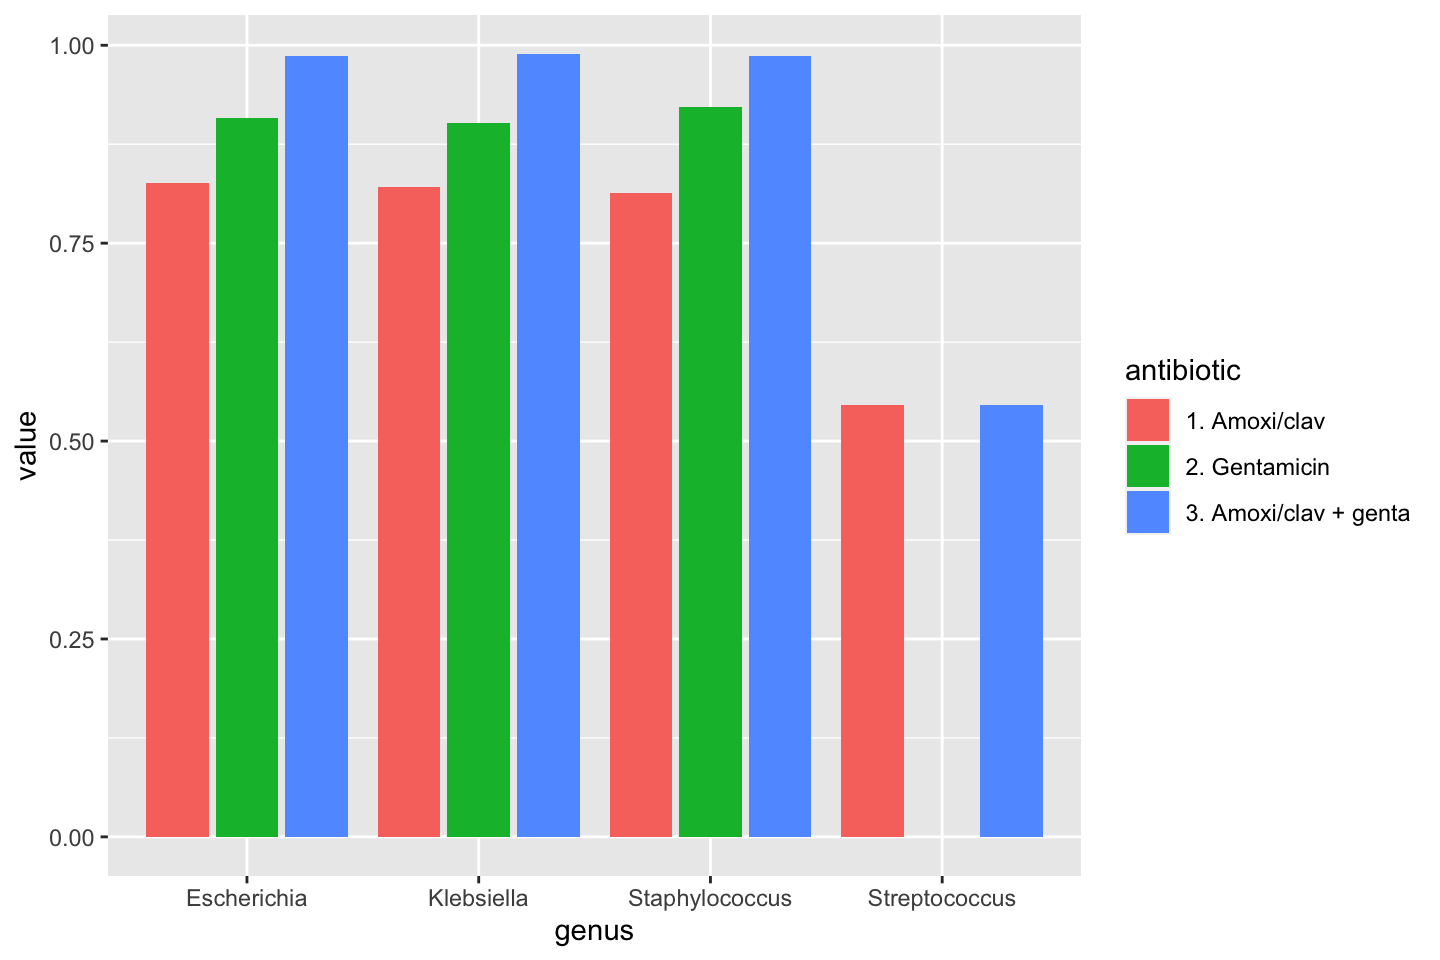 1.00
0.75
0.50
0.25
0.00
value
Escherichia Klebsiella Staphylococcus Streptococcus
genus
antibiotic
1. Amoxi/clav
2. Gentamicin
3. Amoxi/clav + genta